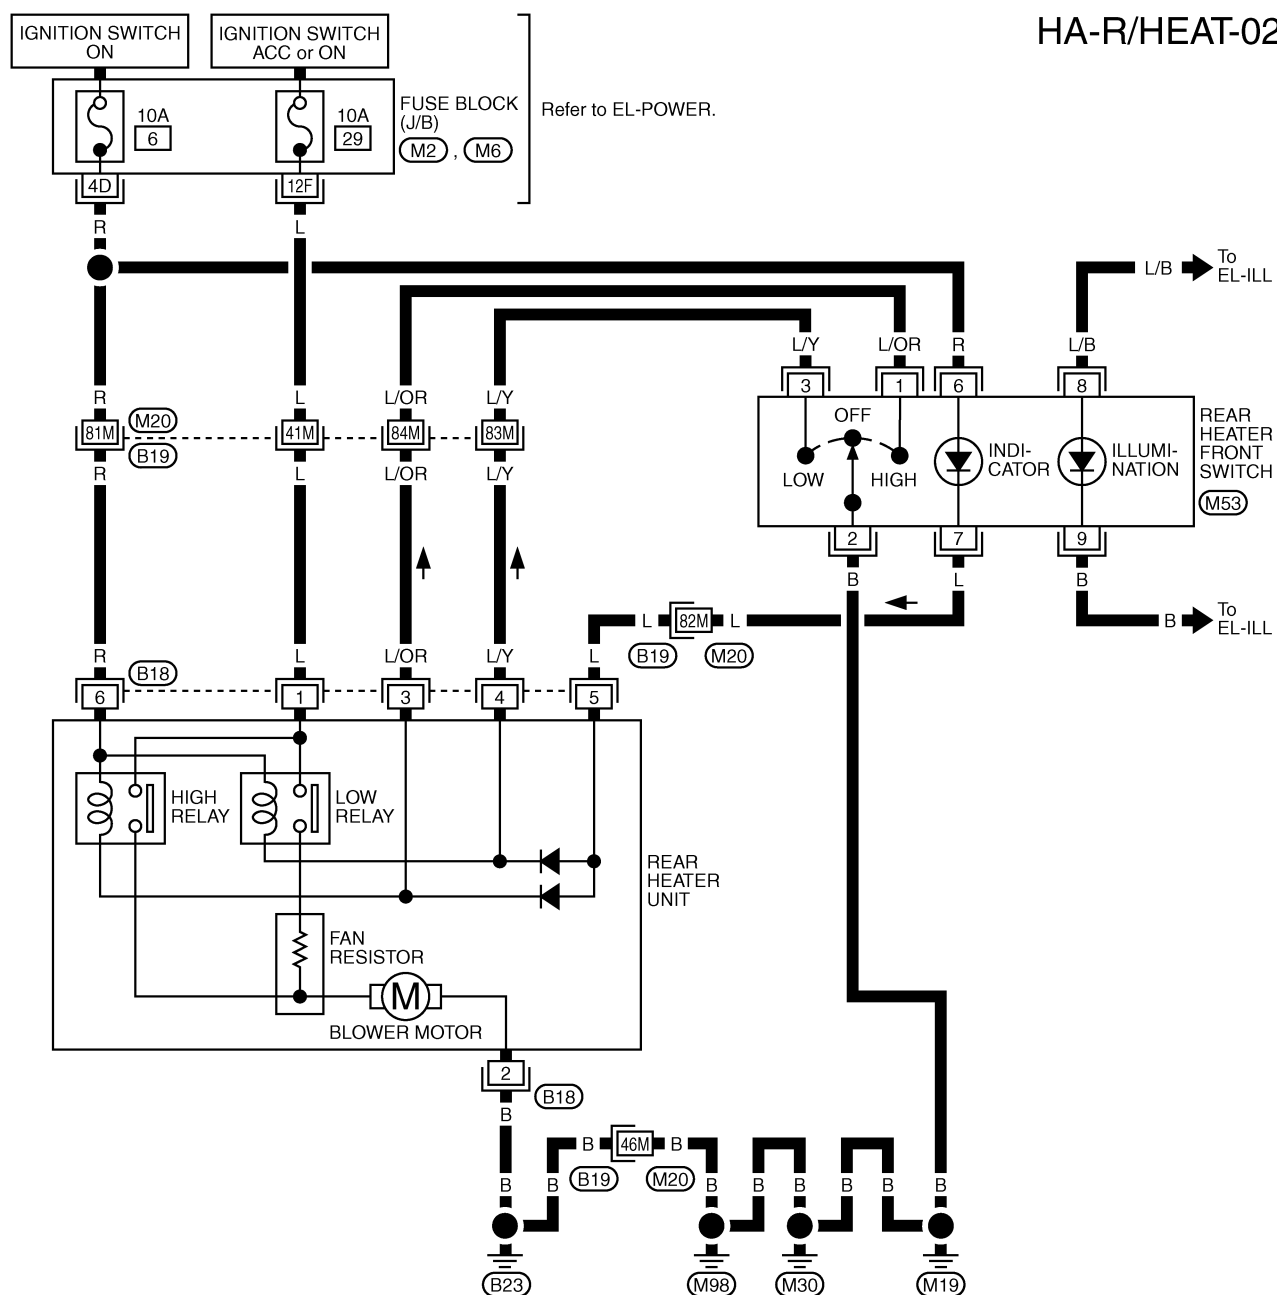 HA-R/HEAT-02
IGNITION SWITCH
ON
IGNITION SWITCH
ACC or ON
10A
6
10A
29
FUSE BLOCK
(J/B)
M2 , M6
Refer to EL-POWER.
4D
12F
R
L
L/B
To
EL-ILL
L/Y
L/OR
R
L/B
3
1
6
8
R
L
L/OR
L/Y
81M
41M
84M
83M
M20
B19
R
L
L/OR
L/Y
OFF
LOW
HIGH
INDI-
CATOR
ILLUMI-
NATION
REAR
HEATER
FRONT
SWITCH
M53
2
7
9
B
L
B
L
82M
L
B19
M20
B
To
EL-ILL
R
L
L/OR
L/Y
L
B18
6
1
3
4
5
HIGH
RELAY
LOW
RELAY
REAR
HEATER
UNIT
FAN
RESISTOR
M
BLOWER MOTOR
2
B18
B
B
46M
B
B19
M20
B
B
B
B
B
B
B
B
B
B23
M98
M30
M19